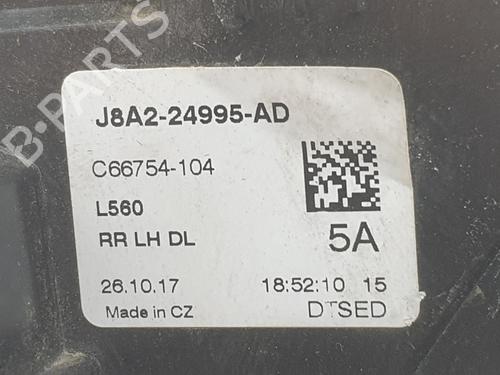 B-PARTS
J8A2-24995-AD
C66754-104
L560
RR LH DL
5A
26.10.17 18:52:10 15
Made in CZ DTSED